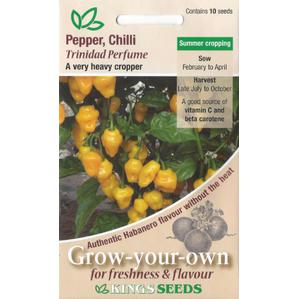 Contains 10 seeds
Pepper, Chilli
Trinidad Perfume
A very heavy cropper
Summer cropping
Sow
February to April
Harvest
Late July to October
A good source of
vitamin C and
beta carotene
Authentic Habanero flavour without the heat
Grow-your-own
for freshness & flavour
KINGS SEEDS